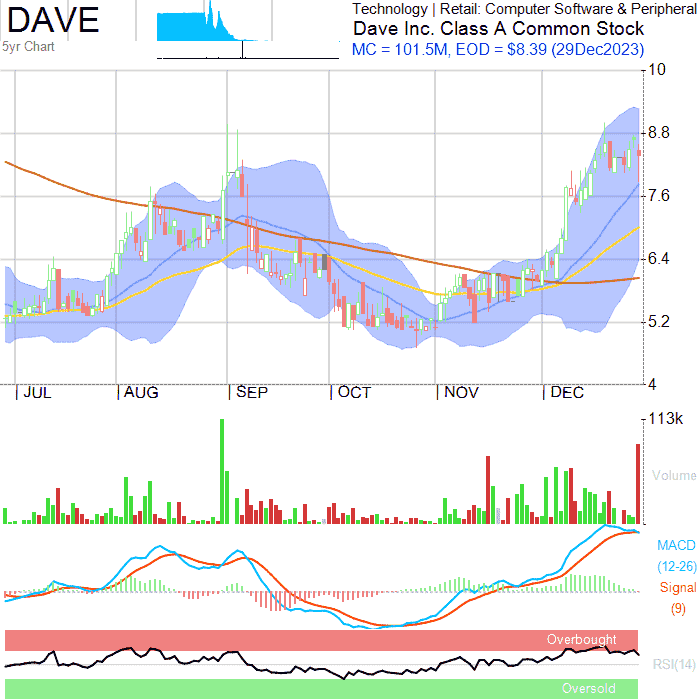 DAVE
5yr Chart
Technology | Retail: Computer Software & Peripheral
Dave Inc. Class A Common Stock
MC = 101.5M, EOD = $8.39 (29Dec2023)
10
8.8
7.6
6.4
5.2
4
JUL AUG SEP OCT NOV DEC
113k
Volume
MACD
(12-26)
Signal
(9)
Overbought
RSI(14)
Oversold